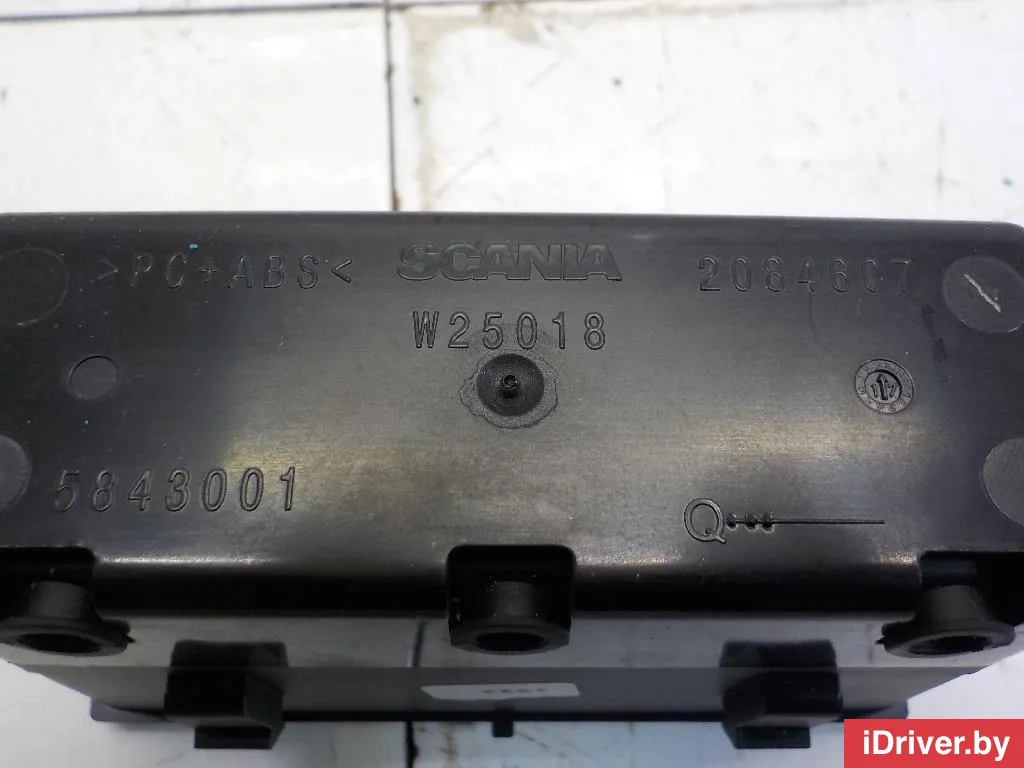 >PC+ABS< SCANIA 2084607
W25018
5843001
Q
iDriver.by